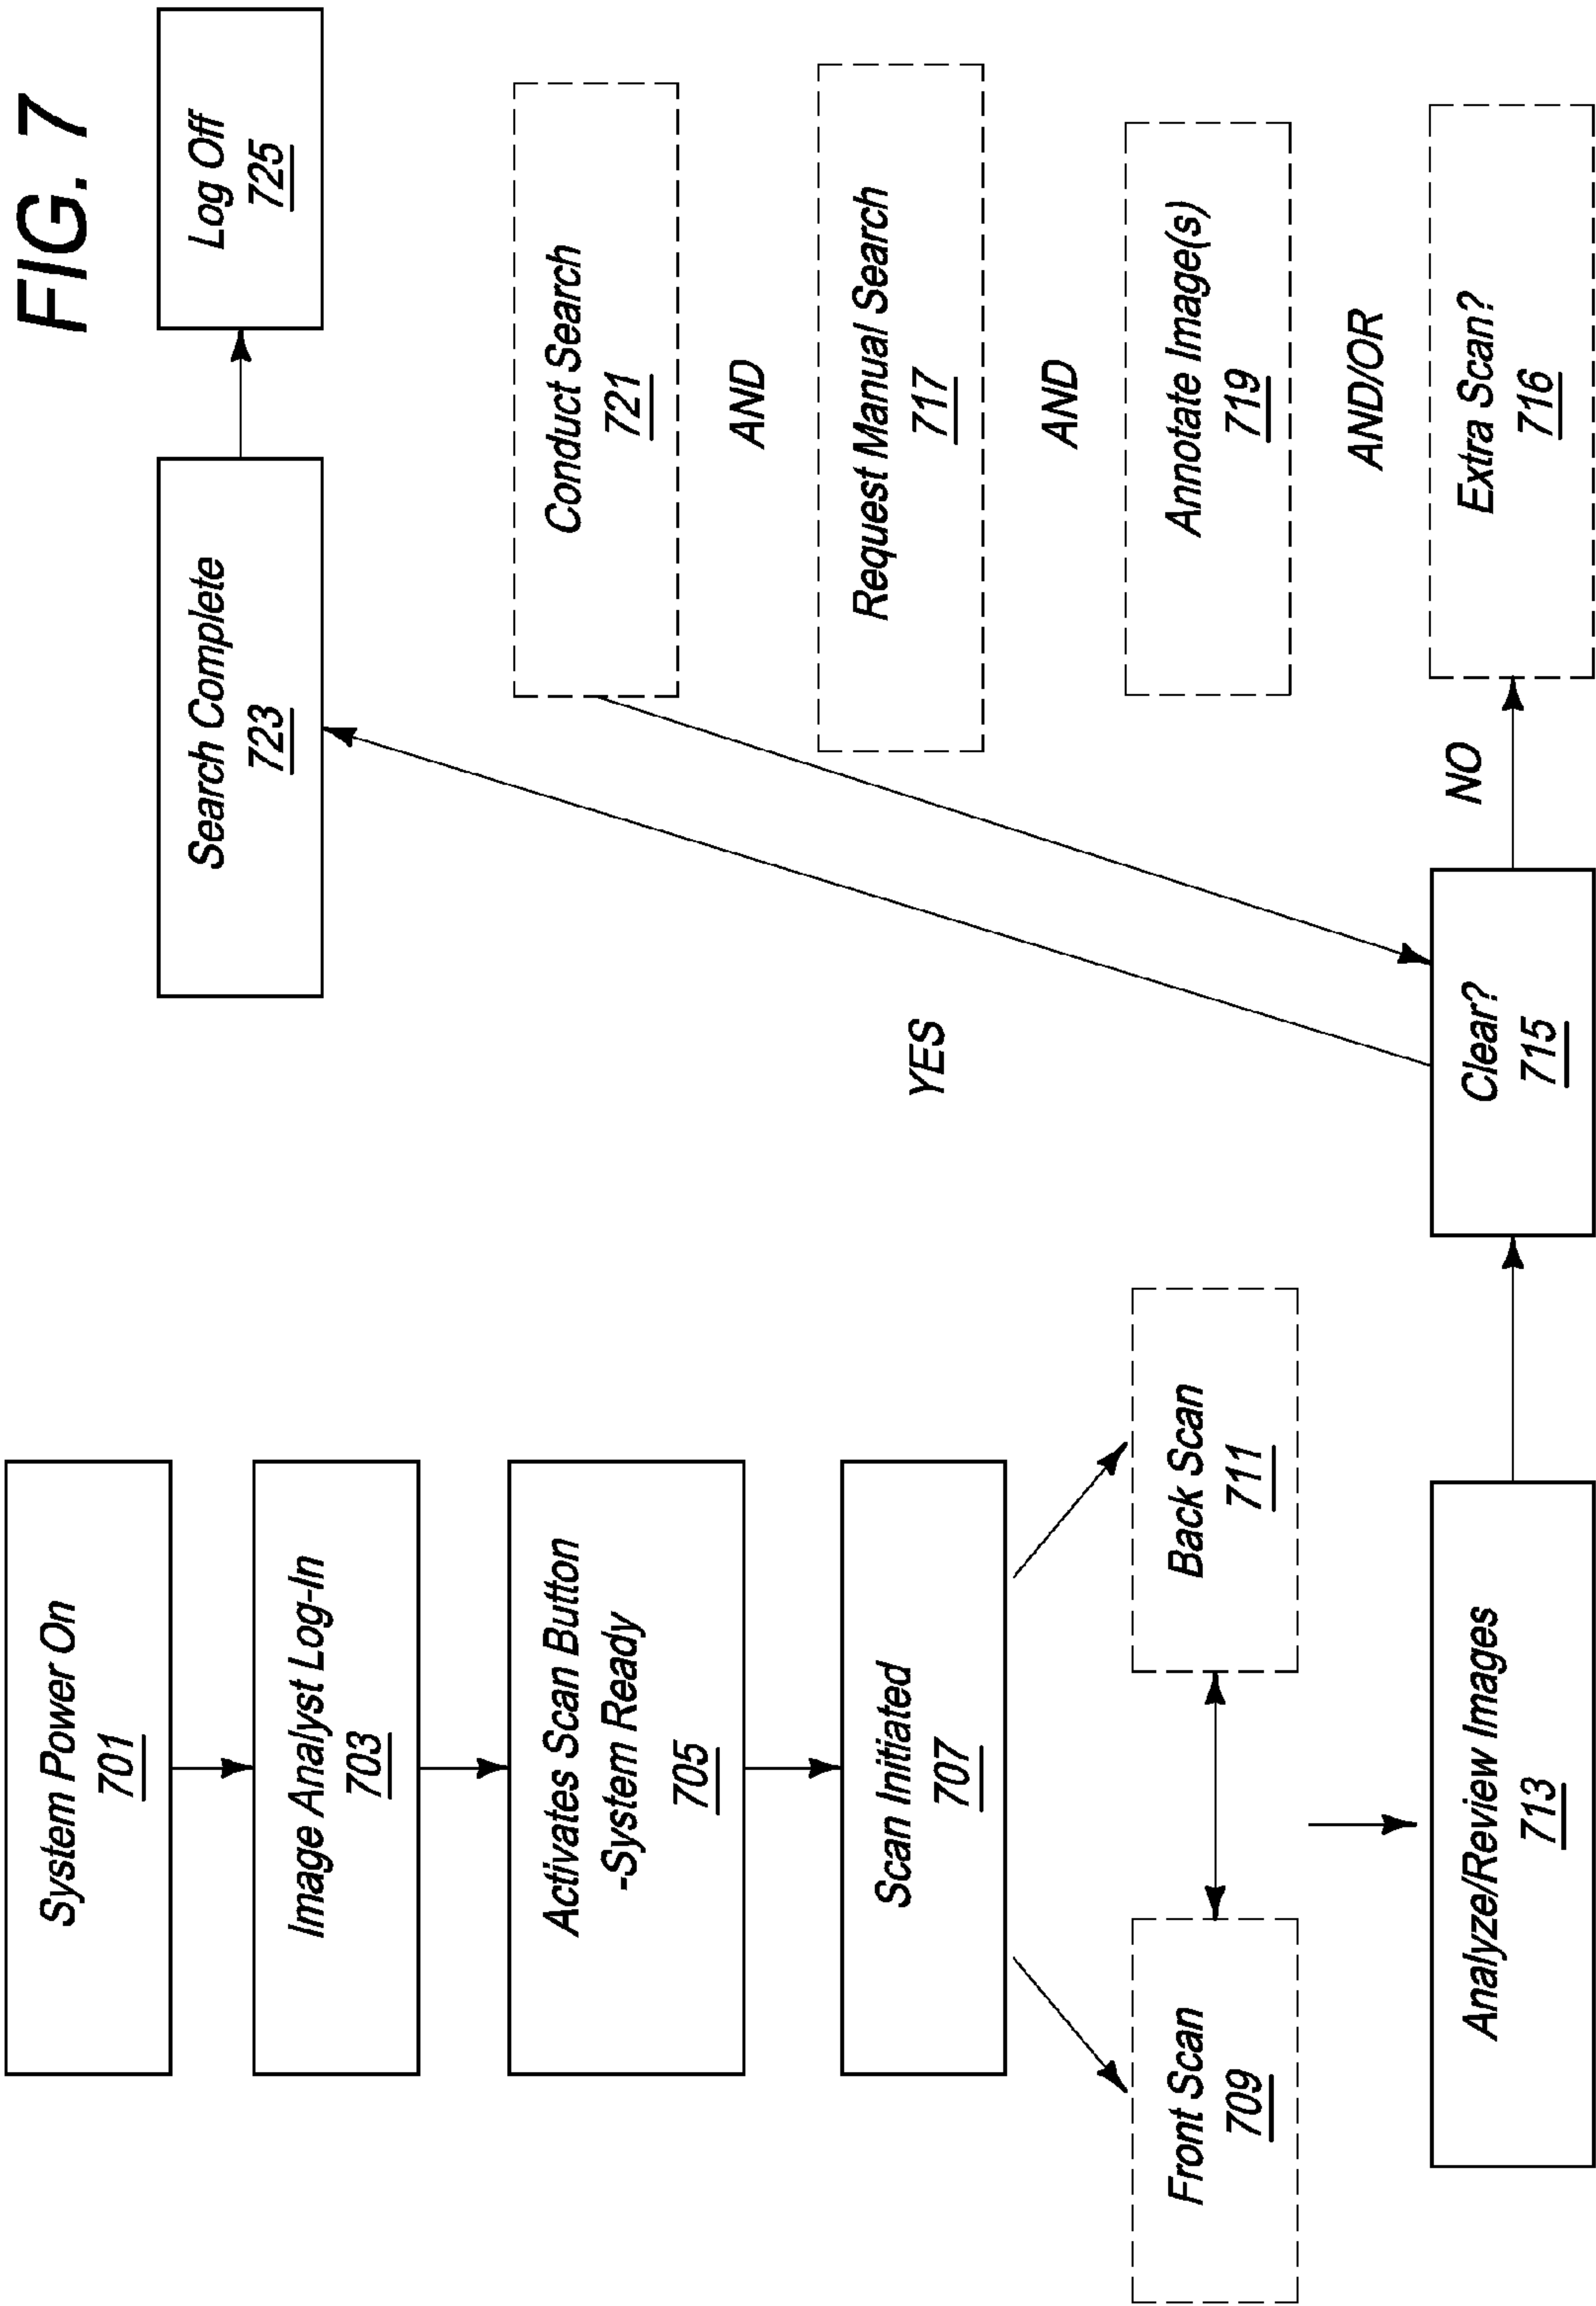 FIG. 7
System Power On
701
Image Analyst Log-In
703
Activates Scan Button
-System Ready
705
Scan Initiated
707
Front Scan
709
Back Scan
711
Analyze/Review Images
713
Clear?
715
YES
NO
Extra Scan?
716
AND/OR
Annotate Image(s)
719
AND
Request Manual Search
717
AND
Conduct Search
721
Search Complete
723
Log Off
725